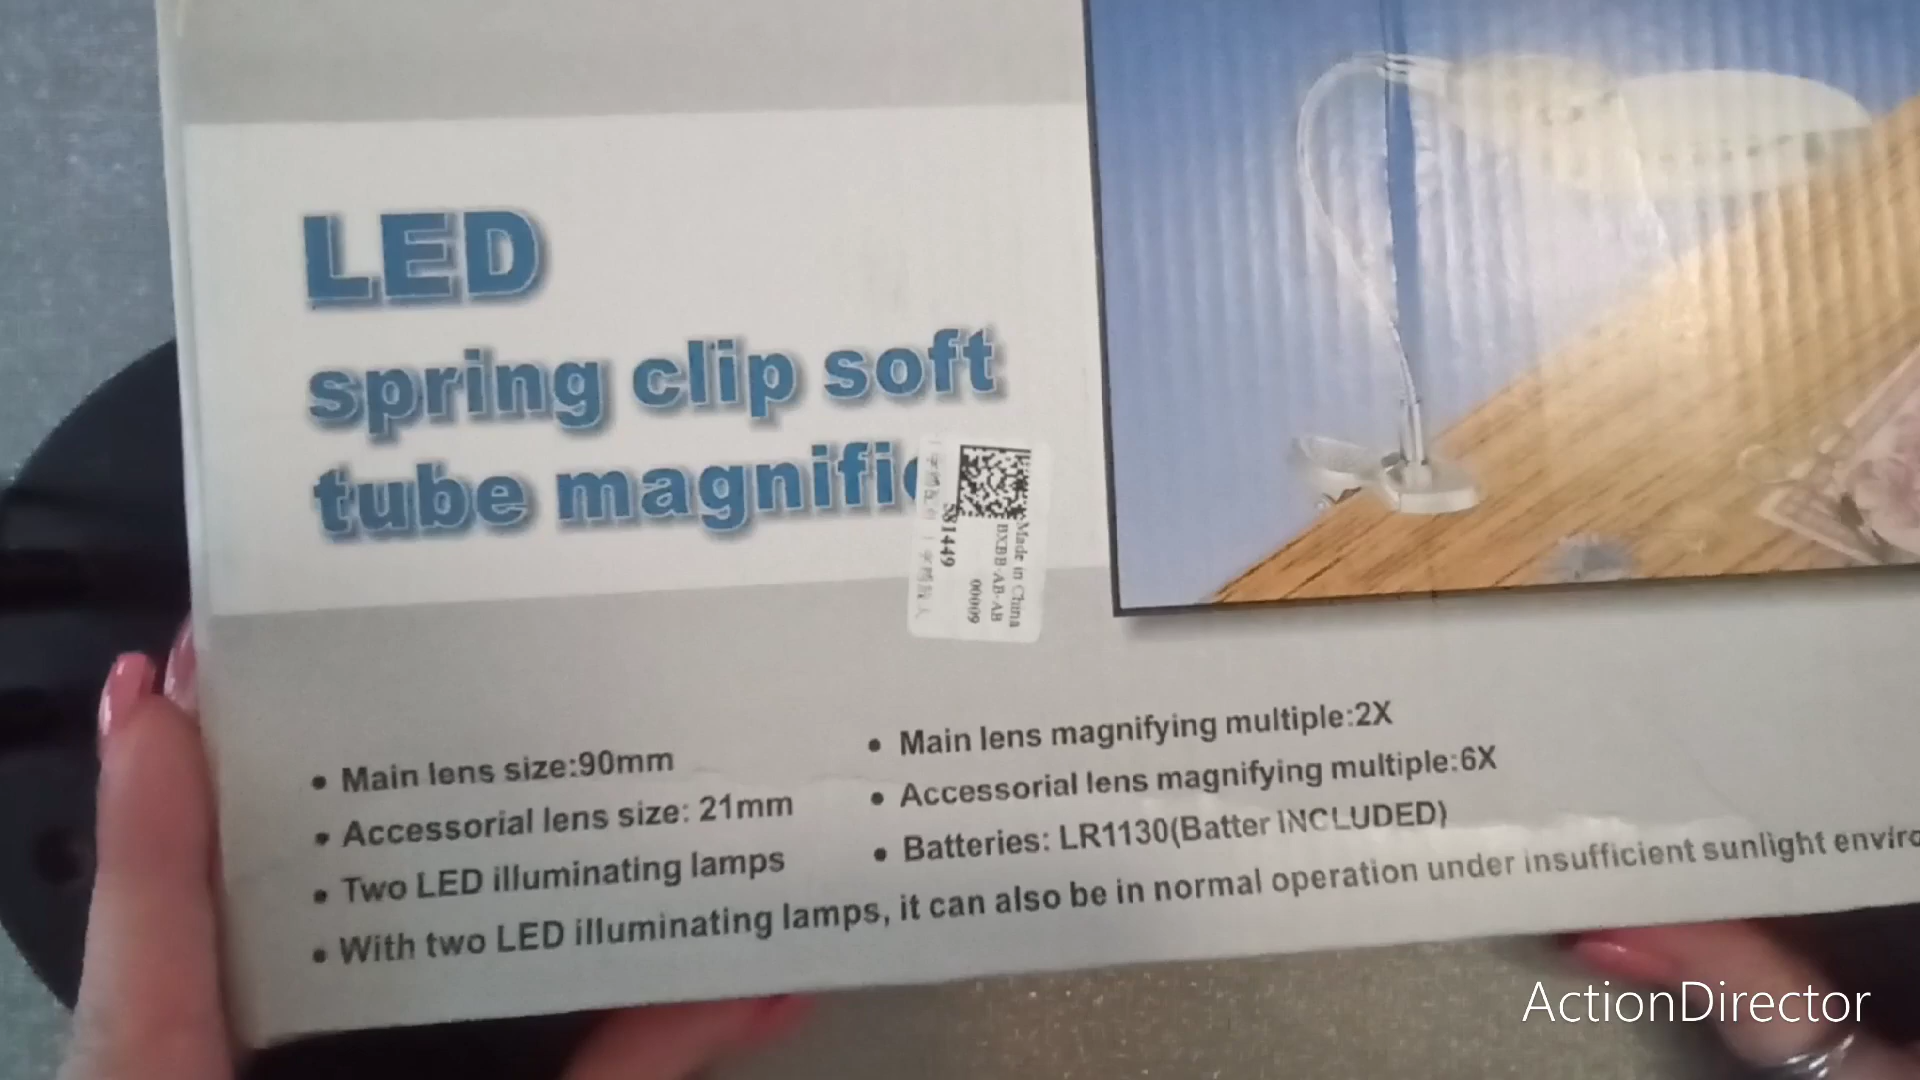 LED
spring clip soft
tube magnifi
Made in China
BXBB-AB-AB
00009
581449
• Main lens size:90mm
• Accessorial lens size: 21mm
• Two LED illuminating lamps
• Main lens magnifying multiple:2X
• Accessorial lens magnifying multiple:6X
• Batteries: LR1130(Batter INCLUDED)
• With two LED illuminating lamps, it can also be in normal operation under insufficient sunlight enviro
ActionDirector